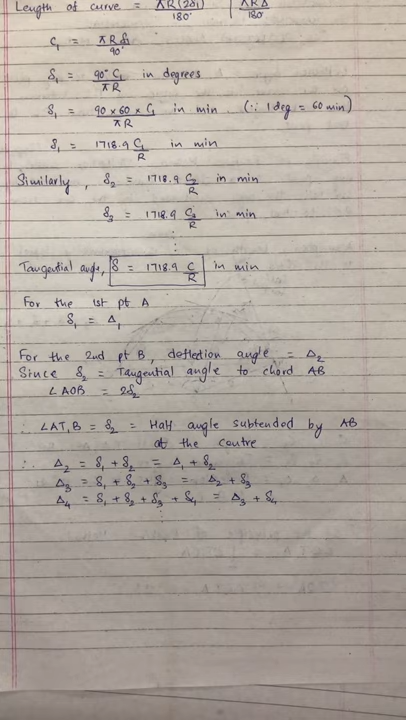 Length of curve = πR(2δ₁)/180° | πRΔ/180
C₁ = πRδ₁/90°
δ₁ = 90°C₁/πR in degrees
δ₁ = 90×60×C₁/πR in min (∵ 1deg = 60min)
δ₁ = 1718.9 C₁/R in min
Similarly, δ₂ = 1718.9 C₂/R in min
δ₃ = 1718.9 C₃/R in min
⋮
Tangential angle, δ = 1718.9 C/R in min
For the 1st pt A
δ₁ = Δ₁
For the 2nd pt B, deflection angle = Δ₂
Since δ₂ = Tangential angle to chord AB
∠AOB = 2δ₂
∴ ∠AT₁B = δ₂ = Half angle subtended by AB
at the centre
∴ Δ₂ = δ₁ + δ₂ = Δ₁ + δ₂
Δ₃ = δ₁ + δ₂ + δ₃ = Δ₂ + δ₃
Δ₄ = δ₁ + δ₂ + δ₃ + δ₄ = Δ₃ + δ₄
⋮